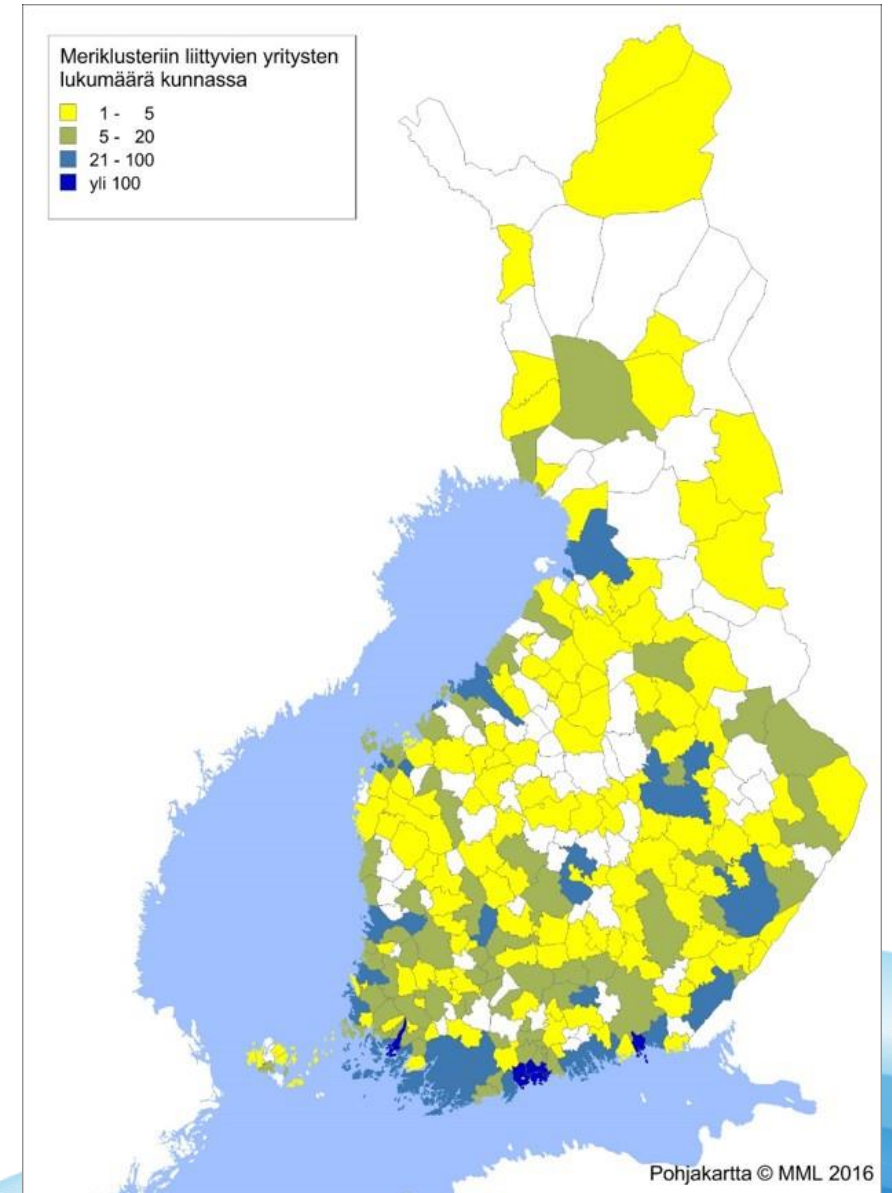 Meriklusteriin liittyvien yritysten
lukumäärä kunnassa
1 - 5
5 - 20
21 - 100
yli 100
Pohjakartta © MML 2016